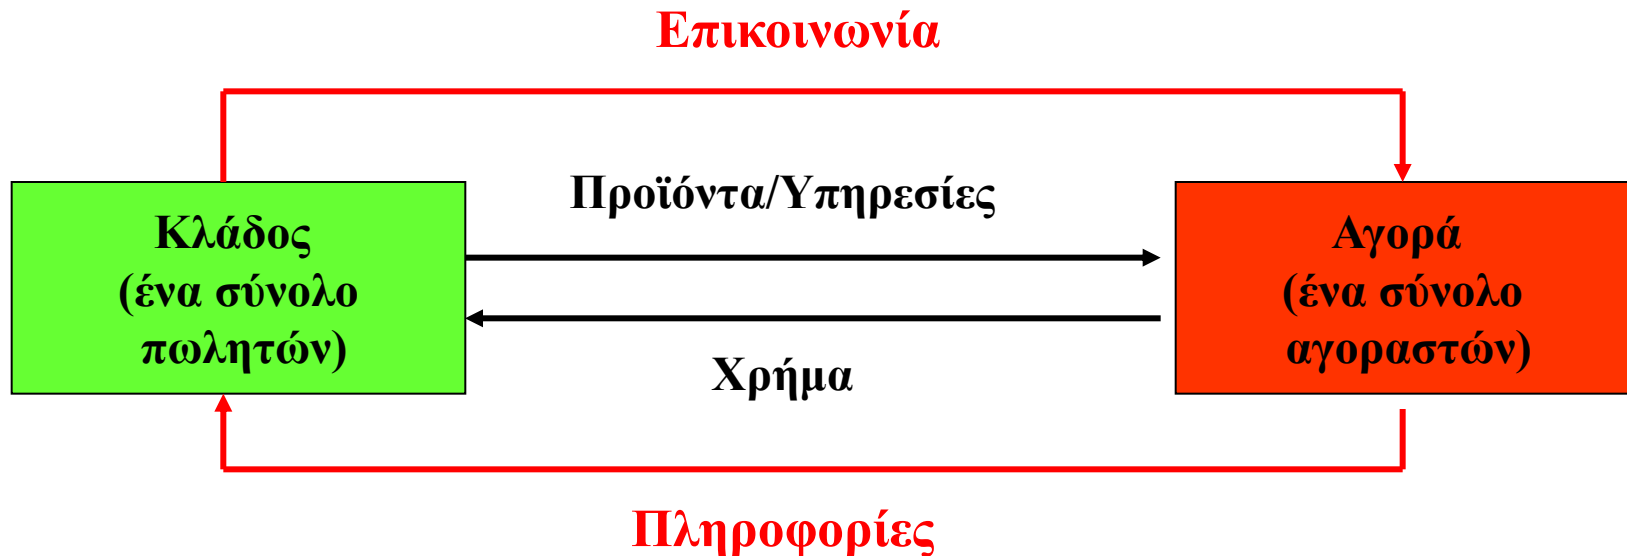 Επικοινωνία
Προϊόντα/Υπηρεσίες
Κλάδος
(ένα σύνολο
πωλητών)
Αγορά
(ένα σύνολο
αγοραστών)
Χρήμα
Πληροφορίες